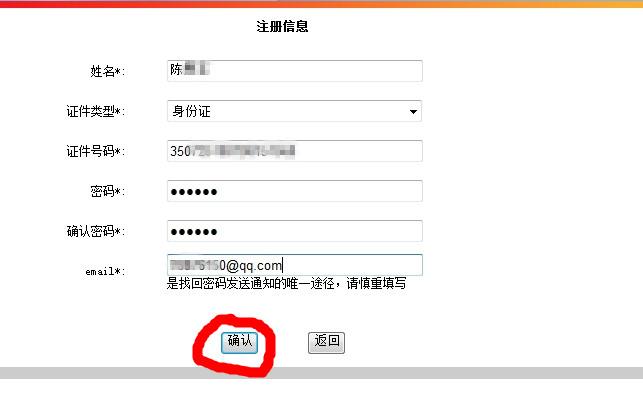 注册信息
姓名*: 陈
证件类型*: 身份证
证件号码*: 350
密码*: ●●●●●●
确认密码*: ●●●●●●
email*: 0@qq.com
是找回密码发送通知的唯一途径，请慎重填写
确认 返回